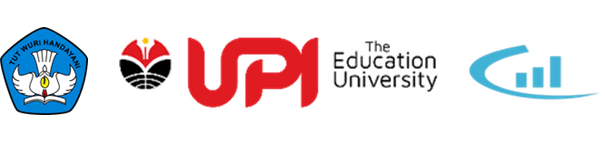 TUT WURI HANDAYANI
UPI
The
Education
University